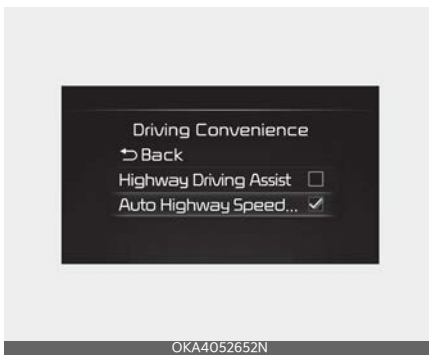 Driving Convenience
Back
Highway Driving Assist
Auto Highway Speed...
OKA4052652N